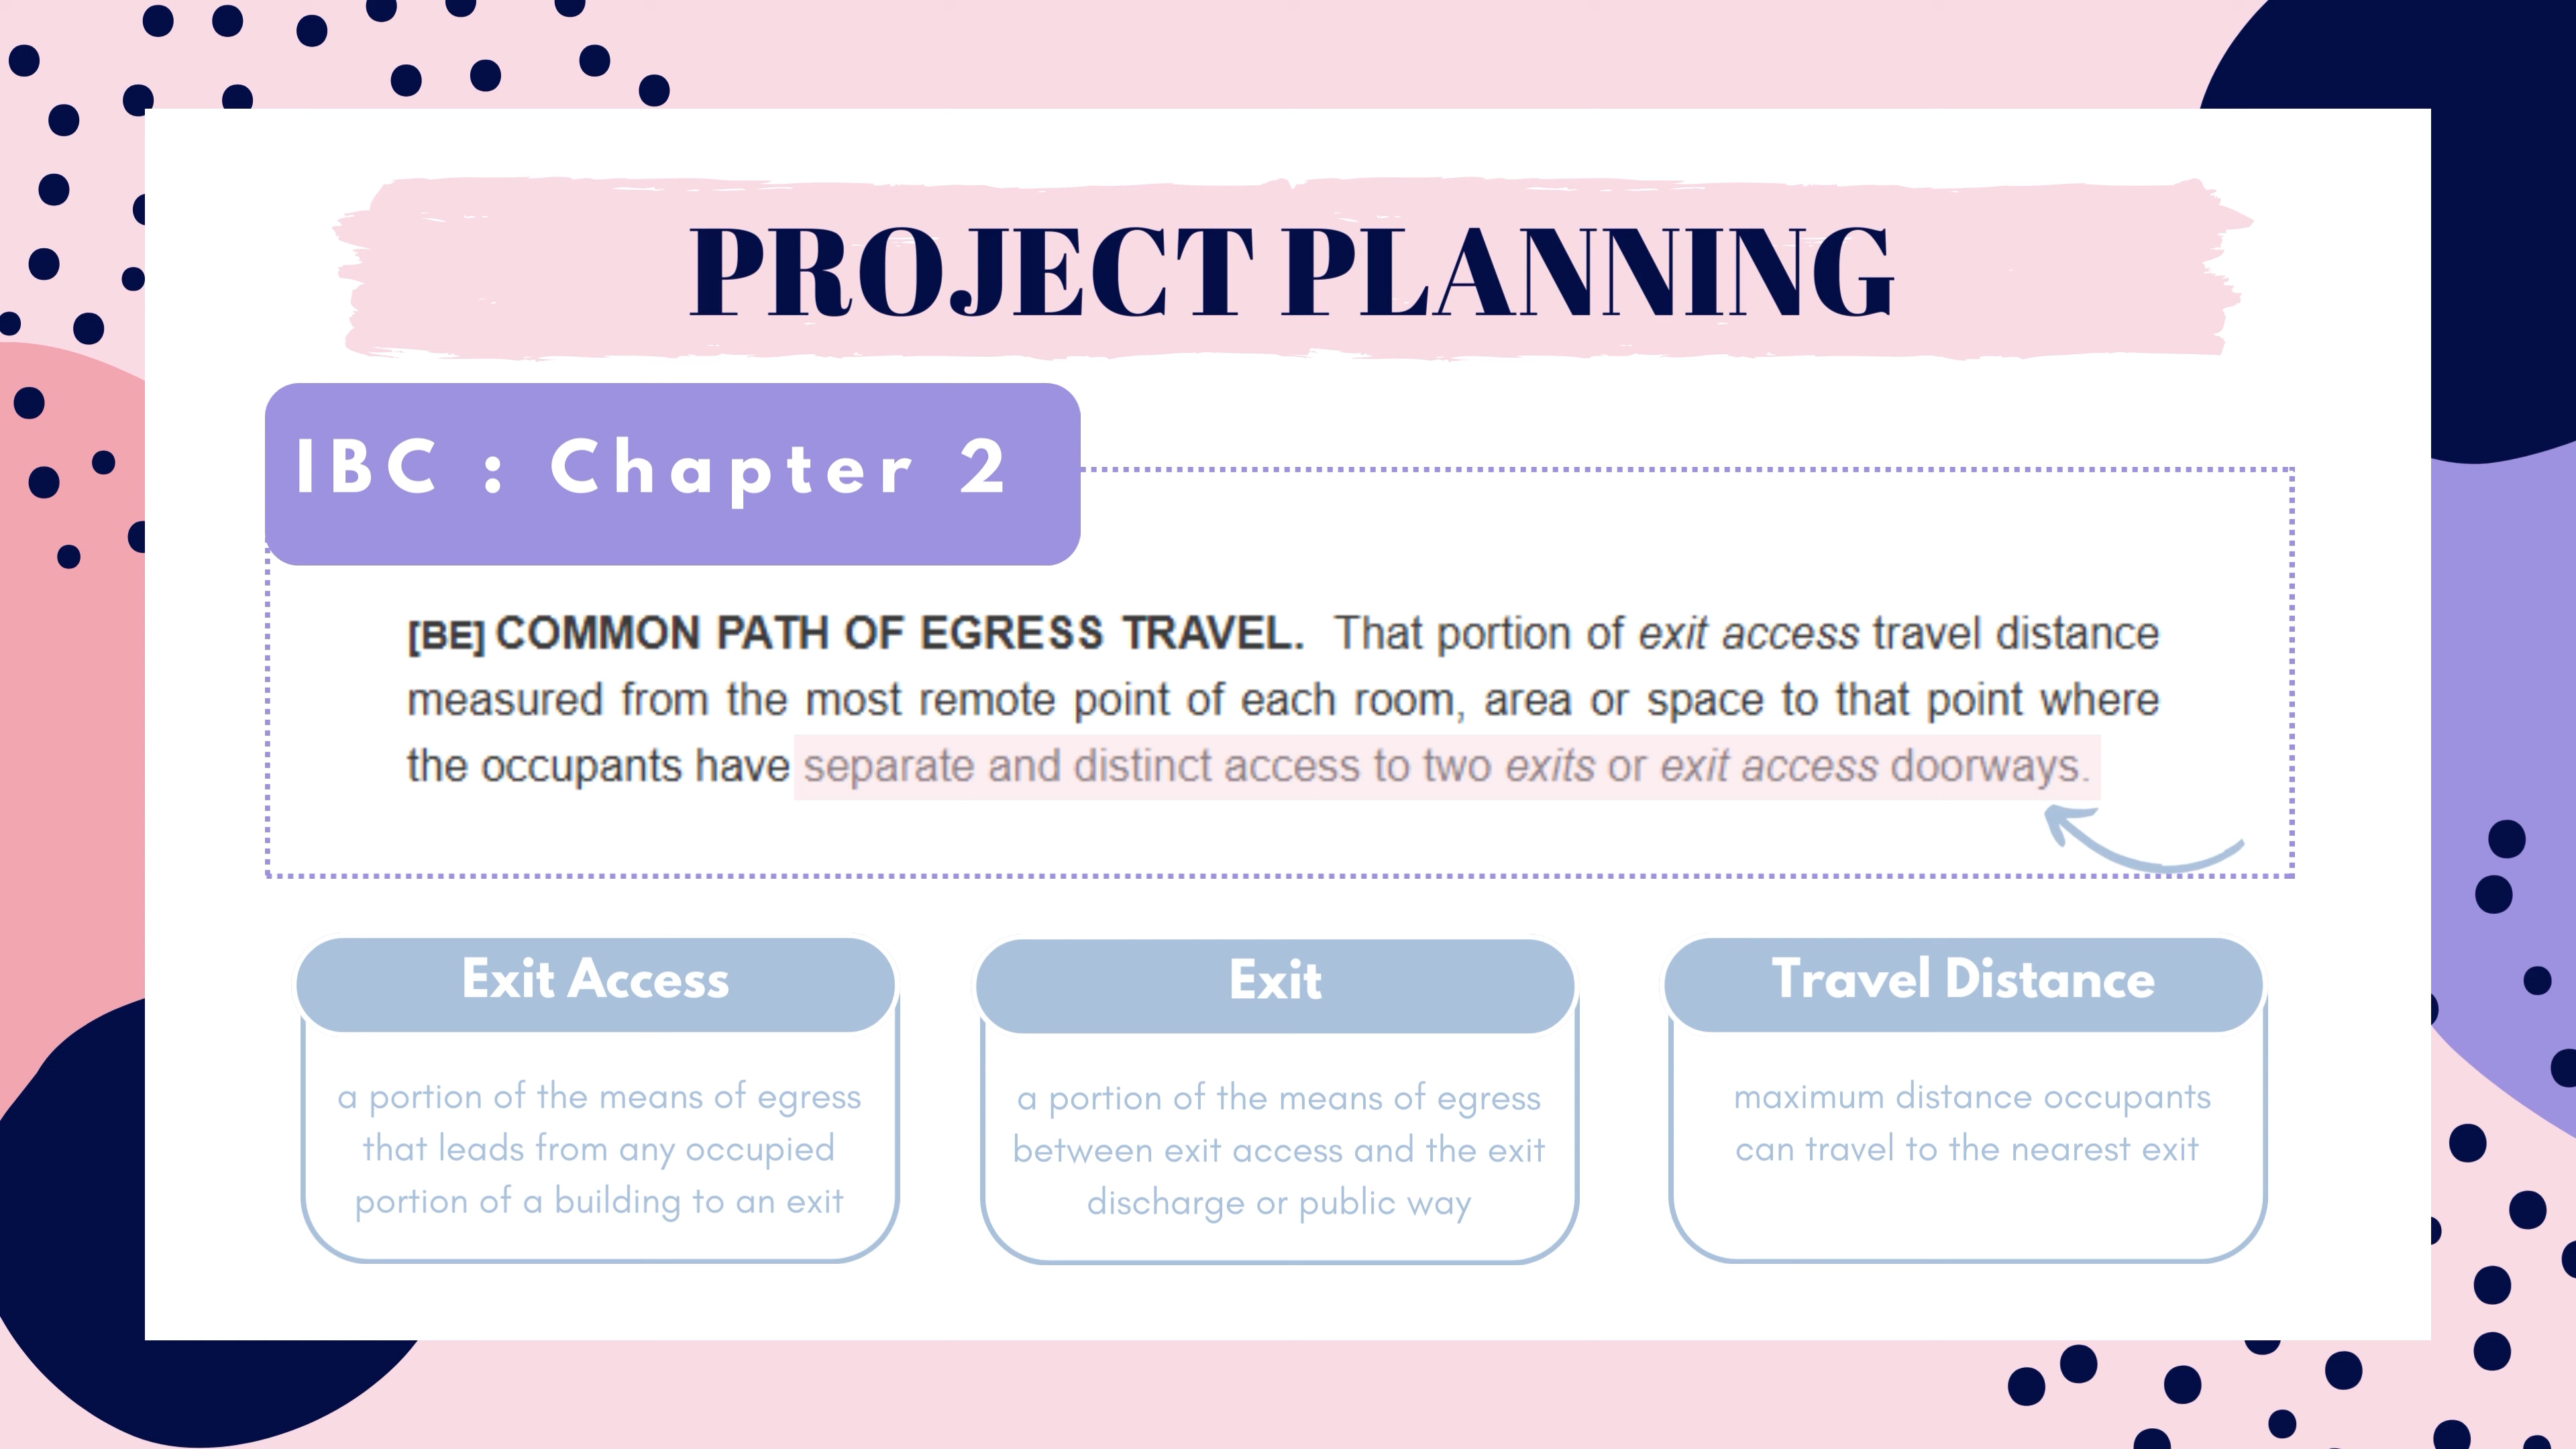 PROJECT PLANNING
IBC : Chapter 2
[BE] COMMON PATH OF EGRESS TRAVEL. That portion of exit access travel distance
measured from the most remote point of each room, area or space to that point where
the occupants have separate and distinct access to two exits or exit access doorways.
Exit Access
a portion of the means of egress
that leads from any occupied
portion of a building to an exit
Exit
a portion of the means of egress
between exit access and the exit
discharge or public way
Travel Distance
maximum distance occupants
can travel to the nearest exit